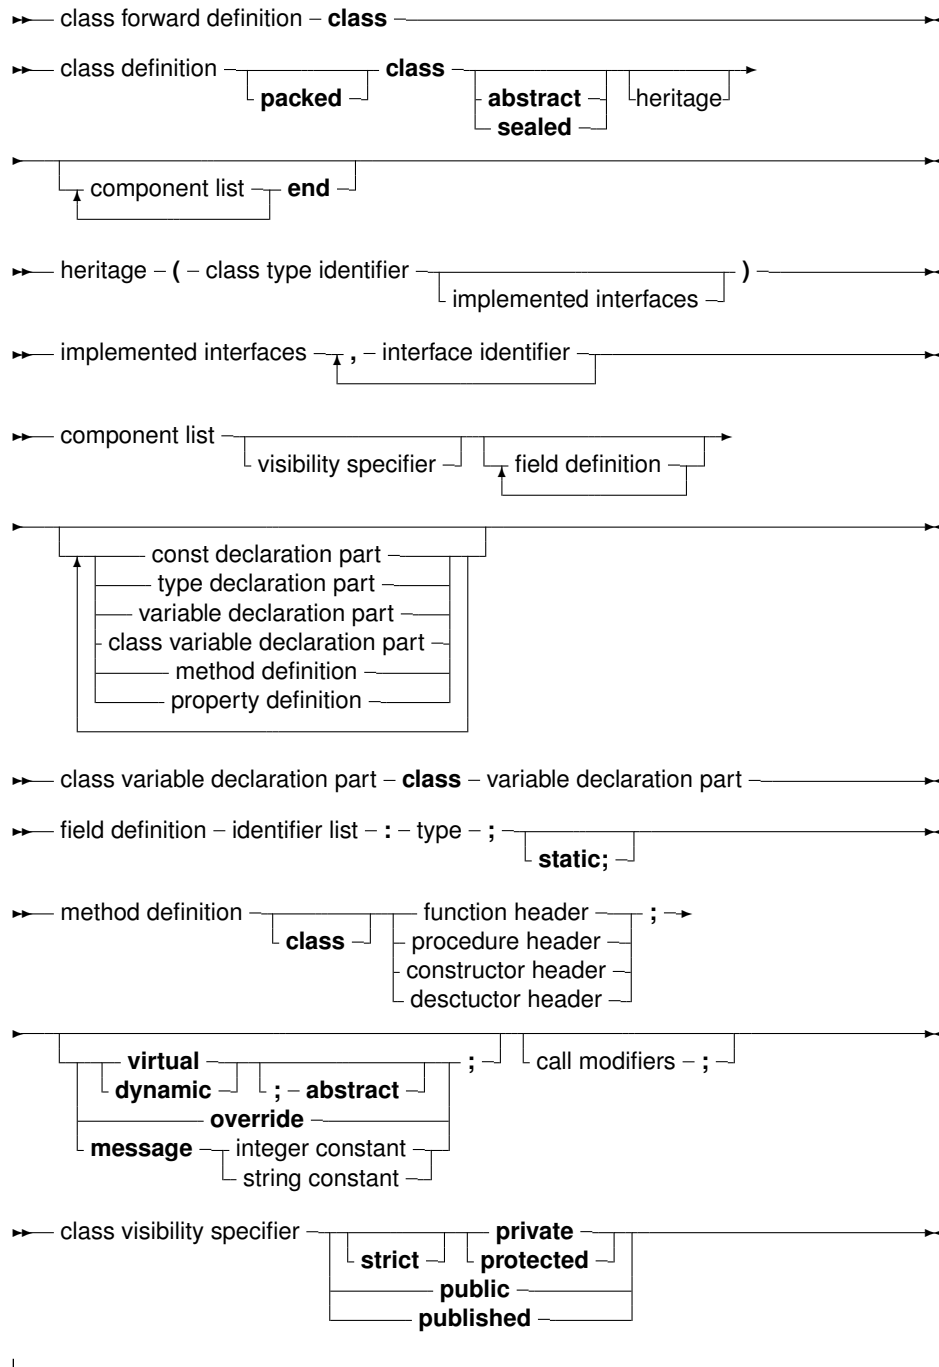 class forward definition – class
class definition packed class abstract sealed heritage
component list end
heritage – ( – class type identifier implemented interfaces )
implemented interfaces , – interface identifier
component list visibility specifier field definition
const declaration part
type declaration part
variable declaration part
class variable declaration part
method definition
property definition
class variable declaration part – class – variable declaration part
field definition – identifier list – : – type – ; static;
method definition class function header ;
procedure header
constructor header
desctuctor header
virtual ; call modifiers – ;
dynamic ; – abstract
override
message integer constant
string constant
class visibility specifier private
strict protected
public
published